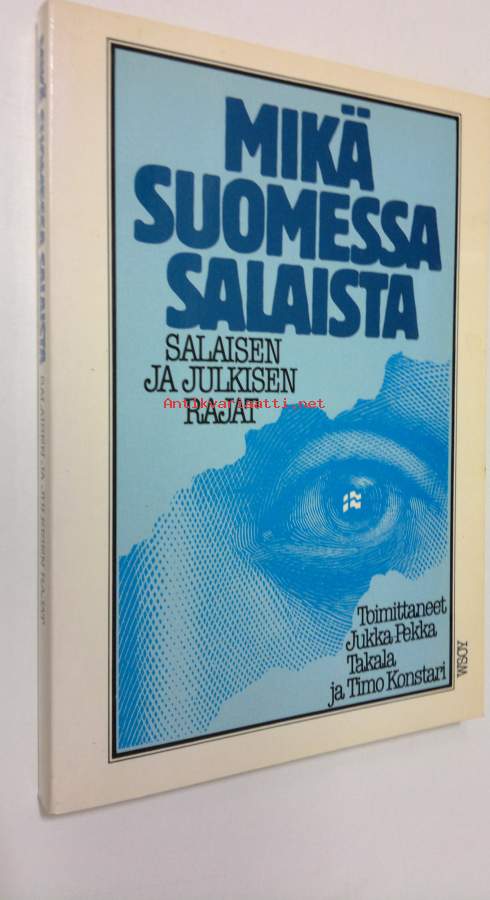 MIKÄ
SUOMESSA
SALAISTA
SALAISEN
JA JULKISEN
RAJAT
Antikvariaatti.net
Toimittaneet
Jukka-Pekka
Takala
ja Timo Konstari
WSOY
MIKÄ SUOMESSA SALAISTA SALAISEN JA JULKISEN RAJAT